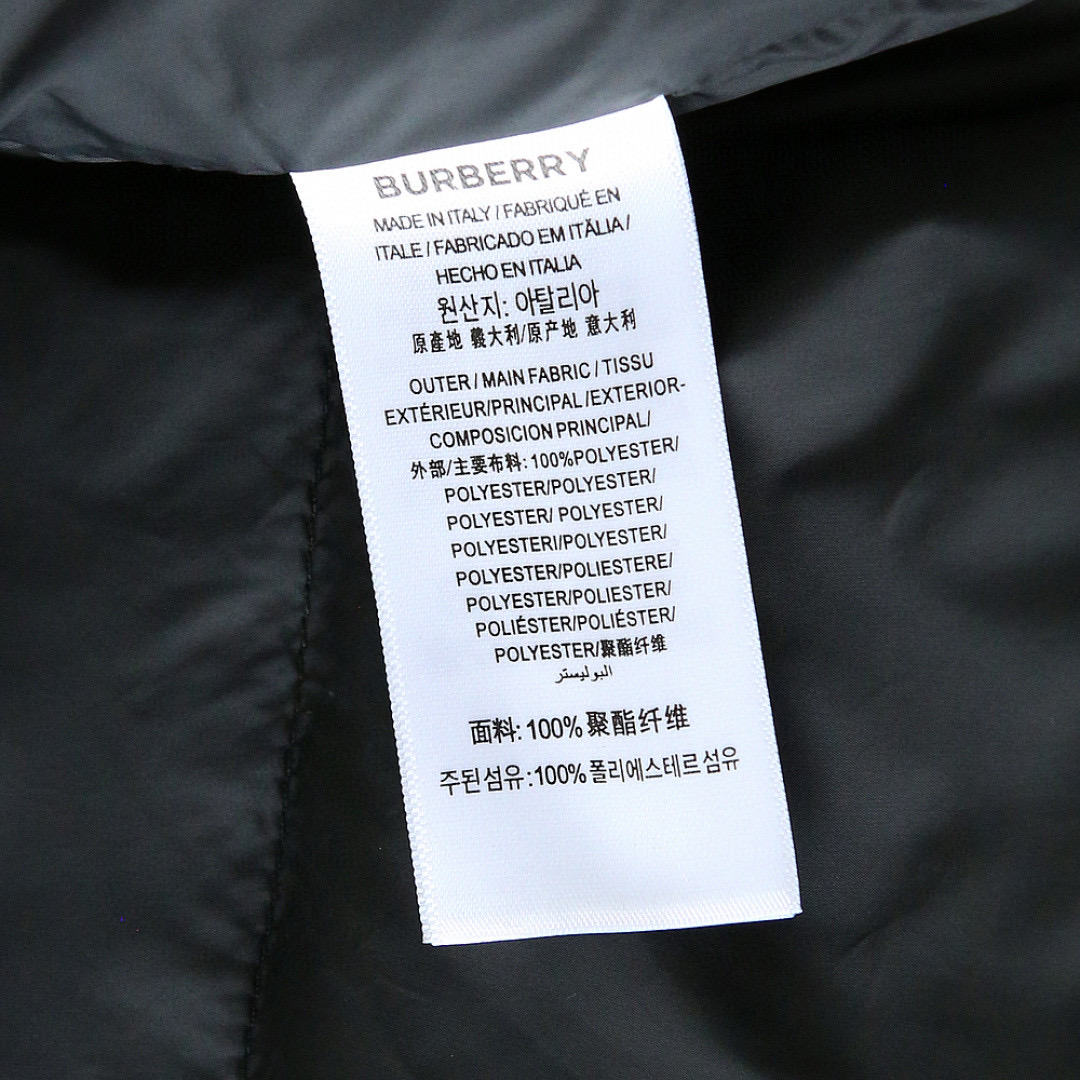 BURBERRY
MADE IN ITALY / FABRIQUÉ EN
ITALE / FABRICADO EM ITĀLIA /
HECHO EN ITALIA
원산지: 아탈리아
原產地 義大利/原产地 意大利
OUTER / MAIN FABRIC / TISSU
EXTÉRIEUR/PRINCIPAL/EXTERIOR-
COMPOSICION PRINCIPAL/
外部/主要布料: 100%POLYESTER/
POLYESTER/POLYESTER/
POLYESTER/ POLYESTER/
POLYESTERI/POLYESTER/
POLYESTER/POLIESTERE/
POLYESTER/POLIESTER/
POLIÉSTER/POLIÉSTER/
POLYESTER/聚酯纤维
البوليستر
面料: 100%聚酯纤维
주된섬유:100%폴리에스테르섬유